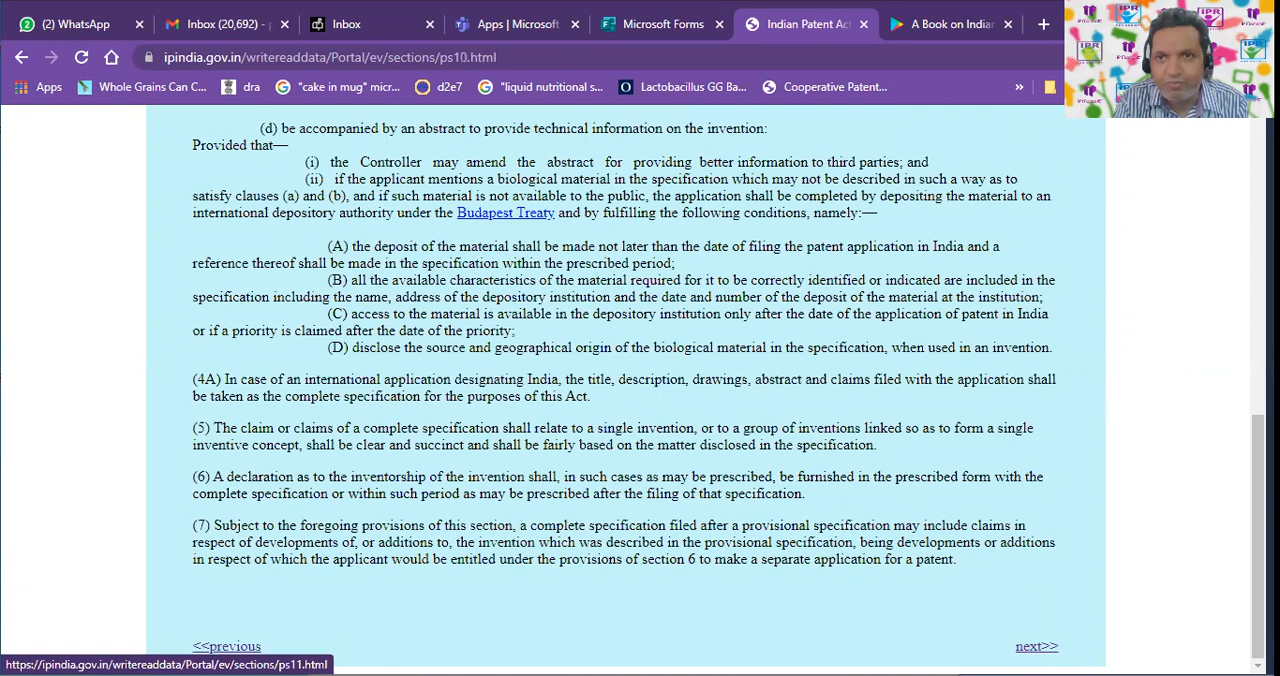 (2) WhatsApp
Inbox (20,692) -
Inbox
Apps | Microsoft
Microsoft Forms
Indian Patent Ac
A Book on Indian
ipindia.gov.in/writereaddata/Portal/ev/sections/ps10.html
Apps
Whole Grains Can C...
dra
"cake in mug" micr...
d2e7
"liquid nutritional s...
Lactobacillus GG Ba...
Cooperative Patent...
»
(d) be accompanied by an abstract to provide technical information on the invention:
Provided that—
(i) the Controller may amend the abstract for providing better information to third parties; and
(ii) if the applicant mentions a biological material in the specification which may not be described in such a way as to
satisfy clauses (a) and (b), and if such material is not available to the public, the application shall be completed by depositing the material to an
international depository authority under the Budapest Treaty and by fulfilling the following conditions, namely:—
(A) the deposit of the material shall be made not later than the date of filing the patent application in India and a
reference thereof shall be made in the specification within the prescribed period;
(B) all the available characteristics of the material required for it to be correctly identified or indicated are included in the
specification including the name, address of the depository institution and the date and number of the deposit of the material at the institution;
(C) access to the material is available in the depository institution only after the date of the application of patent in India
or if a priority is claimed after the date of the priority;
(D) disclose the source and geographical origin of the biological material in the specification, when used in an invention.
(4A) In case of an international application designating India, the title, description, drawings, abstract and claims filed with the application shall
be taken as the complete specification for the purposes of this Act.
(5) The claim or claims of a complete specification shall relate to a single invention, or to a group of inventions linked so as to form a single
inventive concept, shall be clear and succinct and shall be fairly based on the matter disclosed in the specification.
(6) A declaration as to the inventorship of the invention shall, in such cases as may be prescribed, be furnished in the prescribed form with the
complete specification or within such period as may be prescribed after the filing of that specification.
(7) Subject to the foregoing provisions of this section, a complete specification filed after a provisional specification may include claims in
respect of developments of, or additions to, the invention which was described in the provisional specification, being developments or additions
in respect of which the applicant would be entitled under the provisions of section 6 to make a separate application for a patent.
<<previous
next>>
https://ipindia.gov.in/writereaddata/Portal/ev/sections/ps11.html
IPR
IPR
IPR
IPR